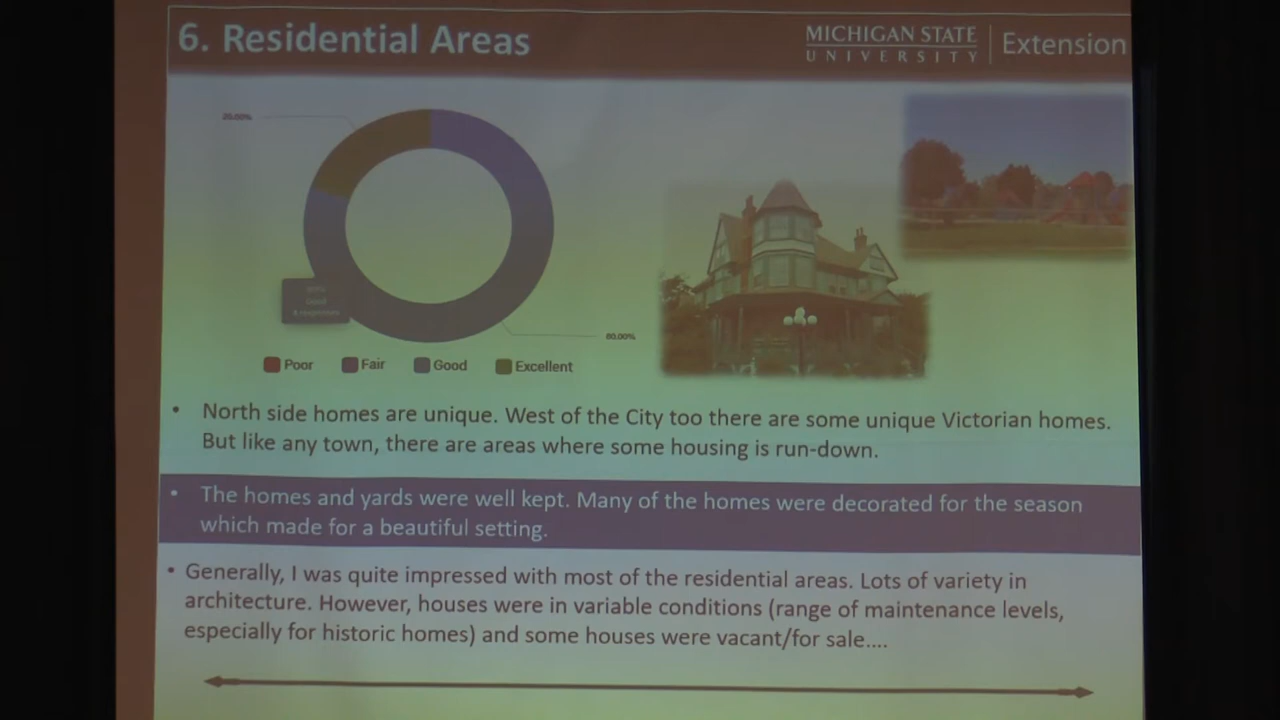 6. Residential Areas
MICHIGAN STATE
UNIVERSITY
Extension
20.00%
Good
80.00%
Poor
Fair
Good
Excellent
• North side homes are unique. West of the City too there are some unique Victorian homes.
But like any town, there are areas where some housing is run-down.
• The homes and yards were well kept. Many of the homes were decorated for the season
which made for a beautiful setting.
• Generally, I was quite impressed with most of the residential areas. Lots of variety in
architecture. However, houses were in variable conditions (range of maintenance levels,
especially for historic homes) and some houses were vacant/for sale....